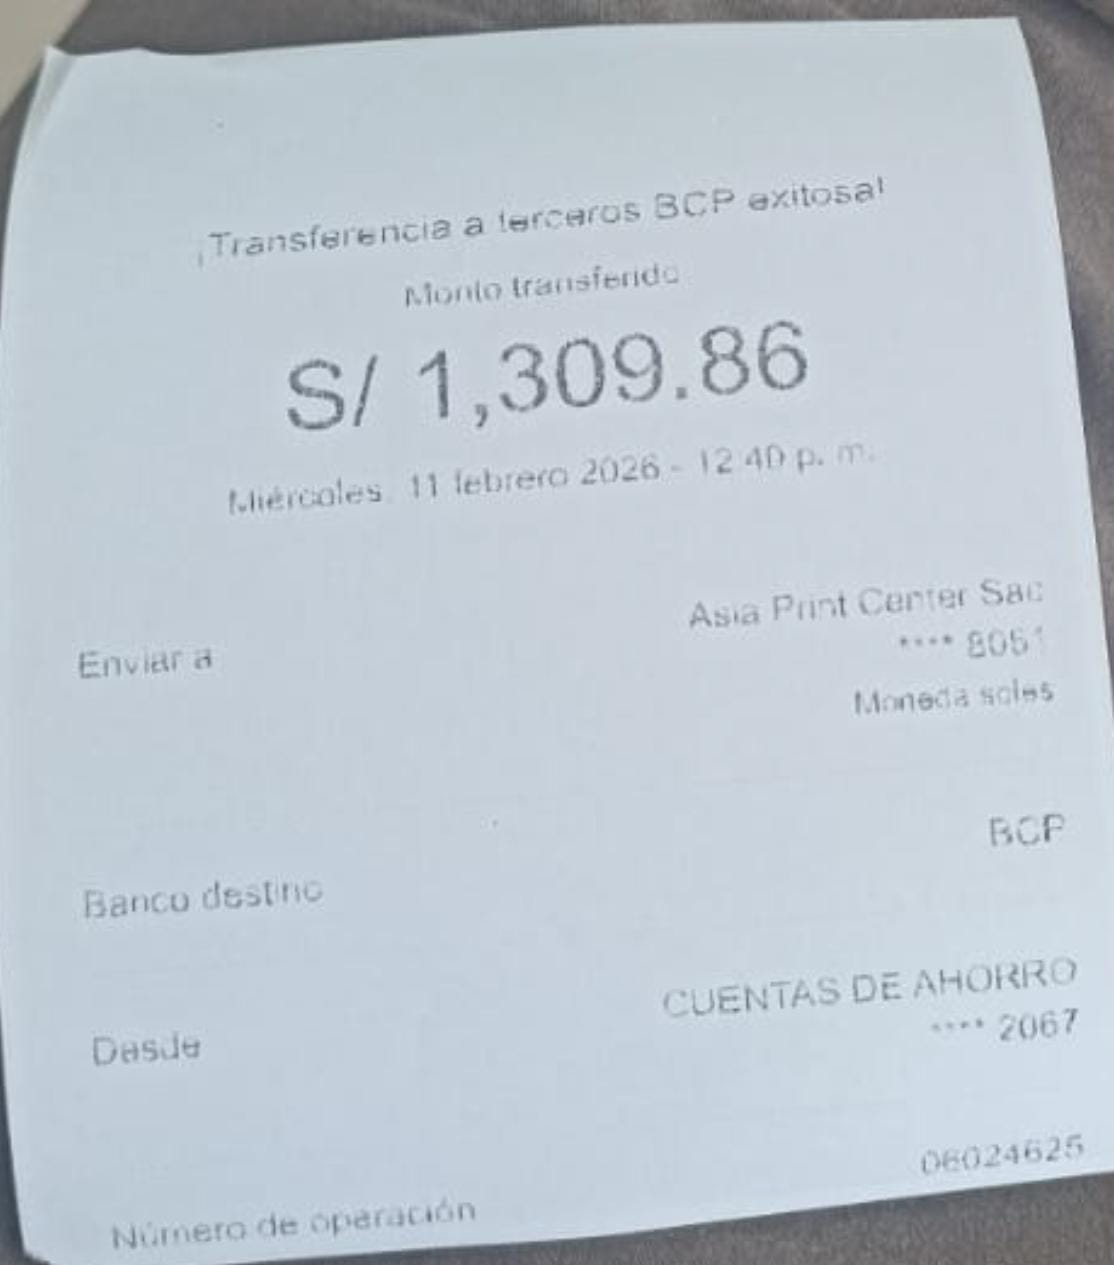 ¡Transferencia a terceros BCP exitosa!
Monto transferido
S/ 1,309.86
Miércoles, 11 febrero 2026 - 12:40 p. m.
Enviar a
Asia Print Center Sac
**** 8051
Moneda soles
Banco destino
BCP
Desde
CUENTAS DE AHORRO
**** 2067
Número de operación
06024625